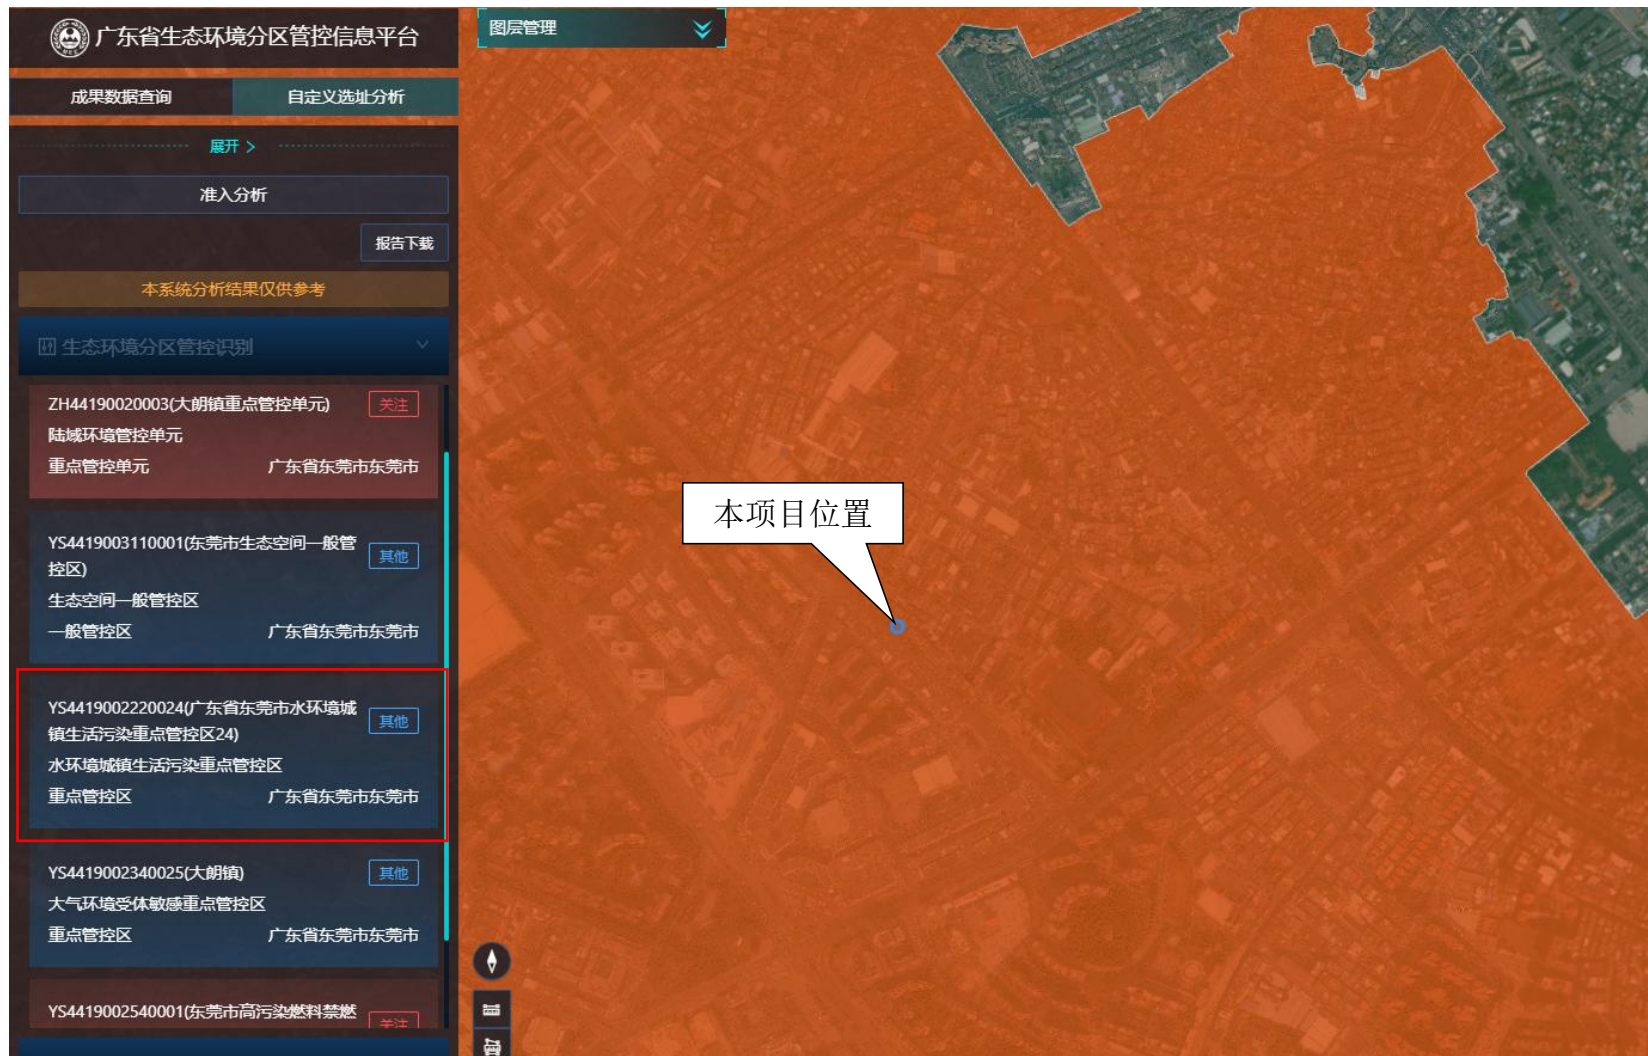 广东省生态环境分区管控信息平台
图层管理
成果数据查询
自定义选址分析
展开 >
准入分析
报告下载
本系统分析结果仅供参考
生态环境分区管控识别
ZH44190020003(大朗镇重点管控单元)
关注
陆域环境管控单元
重点管控单元
广东省东莞市东莞市
YS4419003110001(东莞市生态空间一般管
控区)
其他
生态空间一般管控区
一般管控区
广东省东莞市东莞市
YS4419002220024(广东省东莞市水环境城
镇生活污染重点管控区24)
其他
水环境城镇生活污染重点管控区
重点管控区
广东省东莞市东莞市
YS4419002340025(大朗镇)
其他
大气环境受体敏感重点管控区
重点管控区
广东省东莞市东莞市
YS4419002540001(东莞市高污染燃料禁燃
关注
本项目位置